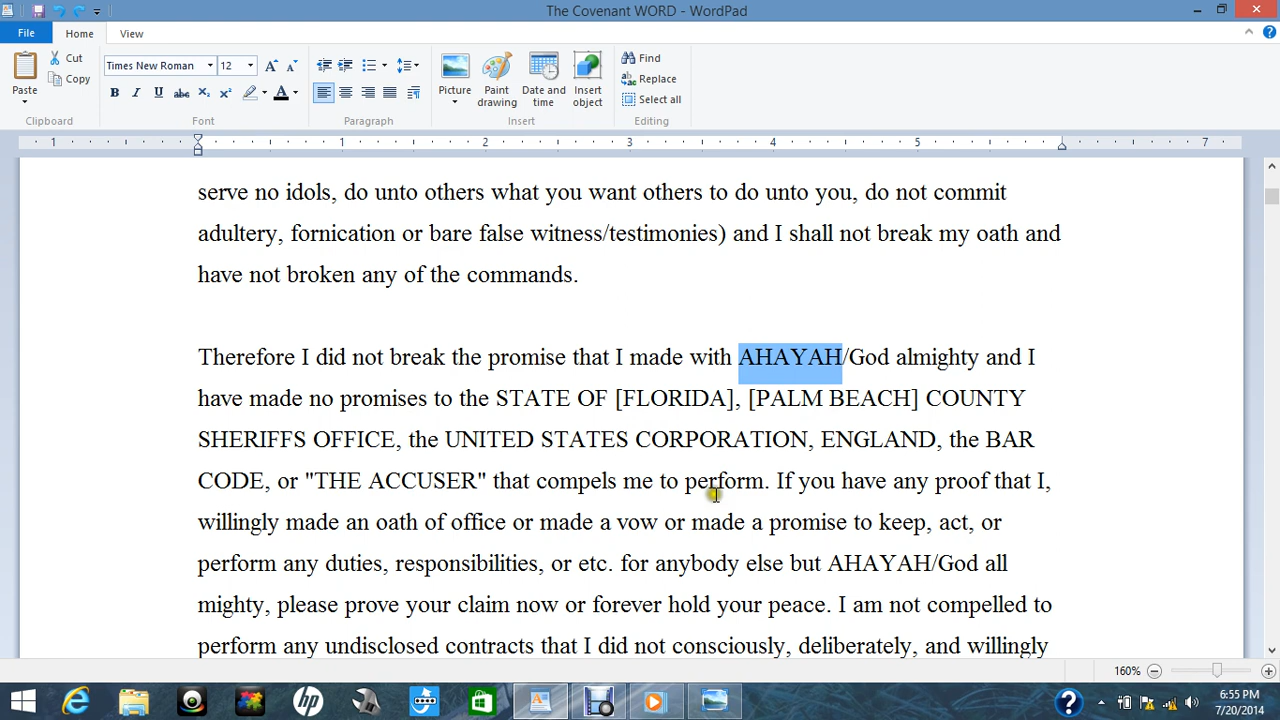 The Covenant WORD - WordPad
File
Home
View
Cut
Copy
Paste
Clipboard
Times New Roman
12
Font
Paragraph
Picture
Paint drawing
Date and time
Insert object
Insert
Find
Replace
Select all
Editing
1 1 2 3 4 5 7
serve no idols, do unto others what you want others to do unto you, do not commit
adultery, fornication or bare false witness/testimonies) and I shall not break my oath and
have not broken any of the commands.
Therefore I did not break the promise that I made with AHAYAH/God almighty and I
have made no promises to the STATE OF [FLORIDA], [PALM BEACH] COUNTY
SHERIFFS OFFICE, the UNITED STATES CORPORATION, ENGLAND, the BAR
CODE, or "THE ACCUSER" that compels me to perform. If you have any proof that I,
willingly made an oath of office or made a vow or made a promise to keep, act, or
perform any duties, responsibilities, or etc. for anybody else but AHAYAH/God all
mighty, please prove your claim now or forever hold your peace. I am not compelled to
perform any undisclosed contracts that I did not consciously, deliberately, and willingly
160%
6:55 PM
7/20/2014